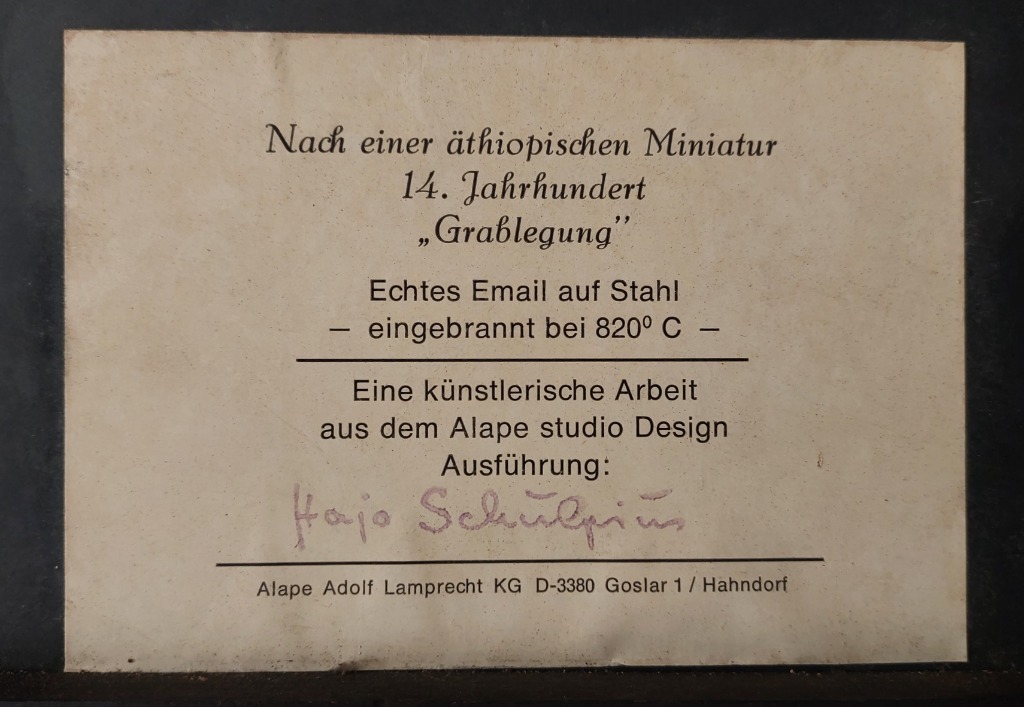 Nach einer äthiopischen Miniatur
14. Jahrhundert
„Grablegung”
Echtes Email auf Stahl
— eingebrannt bei 820⁰ C —
Eine künstlerische Arbeit
aus dem Alape studio Design
Ausführung:
Hajo Schülpius
Alape Adolf Lamprecht KG D-3380 Goslar 1 / Hahndorf